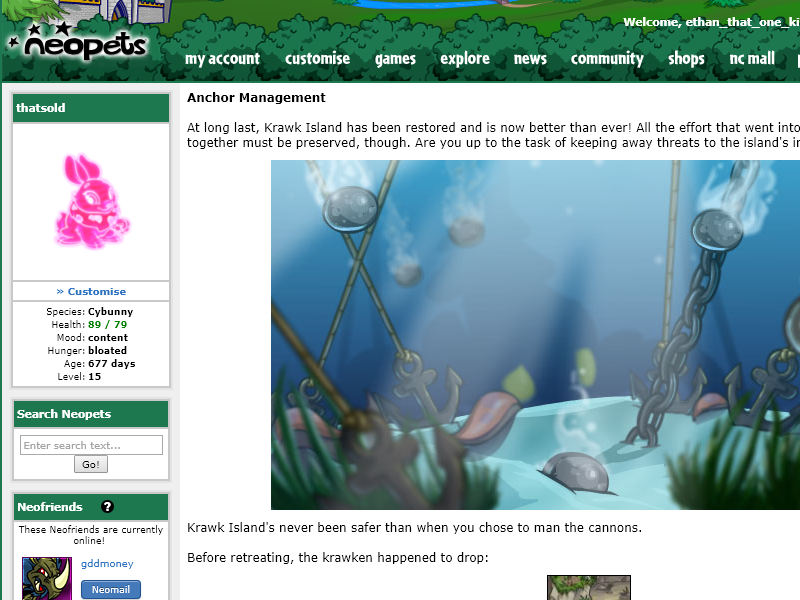 Welcome, ethan_that_one_ki
neopets
my account customise games explore news community shops nc mall
thatsold
» Customise
Species: Cybunny
Health: 89 / 79
Mood: content
Hunger: bloated
Age: 677 days
Level: 15
Search Neopets
Enter search text...
Go!
Neofriends ?
These Neofriends are currently
online!
gddmoney
Neomail
Anchor Management
At long last, Krawk Island has been restored and is now better than ever! All the effort that went into
together must be preserved, though. Are you up to the task of keeping away threats to the island's in
Krawk Island's never been safer than when you chose to man the cannons.
Before retreating, the krawken happened to drop: